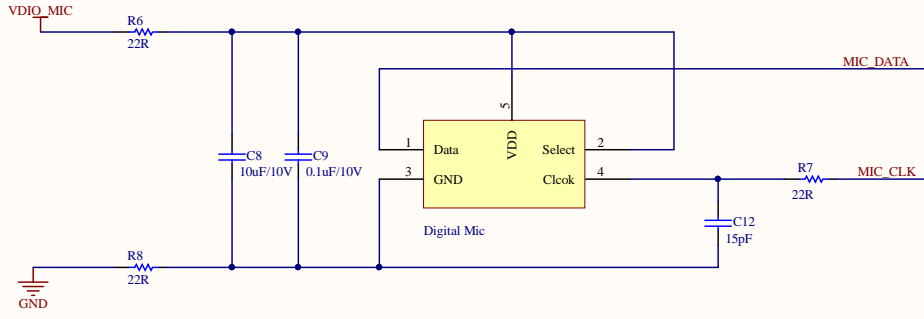 VDIO_MIC
R6
22R
MIC_DATA
5
VDD
1
Data
Select
2
C8
10uF/10V
C9
0.1uF/10V
3
GND
Clcok
4
R7
22R
MIC_CLK
Digital Mic
C12
15pF
R8
22R
GND